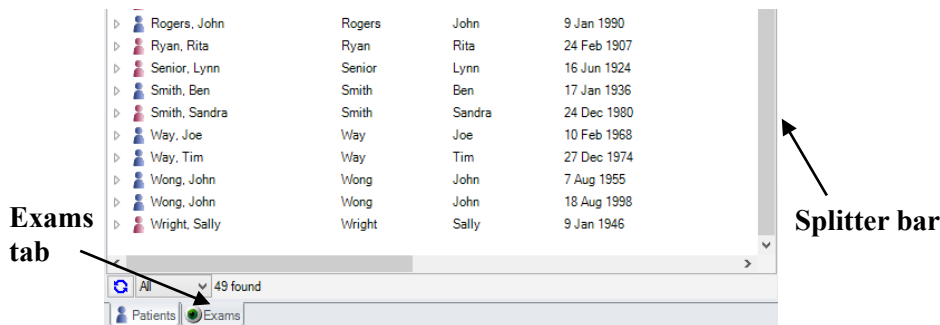 Rogers, John Rogers John 9 Jan 1990
Ryan, Rita Ryan Rita 24 Feb 1907
Senior, Lynn Senior Lynn 16 Jun 1924
Smith, Ben Smith Ben 17 Jan 1936
Smith, Sandra Smith Sandra 24 Dec 1980
Way, Joe Way Joe 10 Feb 1968
Way, Tim Way Tim 27 Dec 1974
Wong, John Wong John 7 Aug 1955
Wong, John Wong John 18 Aug 1998
Wright, Sally Wright Sally 9 Jan 1946
Exams
tab
Splitter bar
All 49 found
Patients Exams